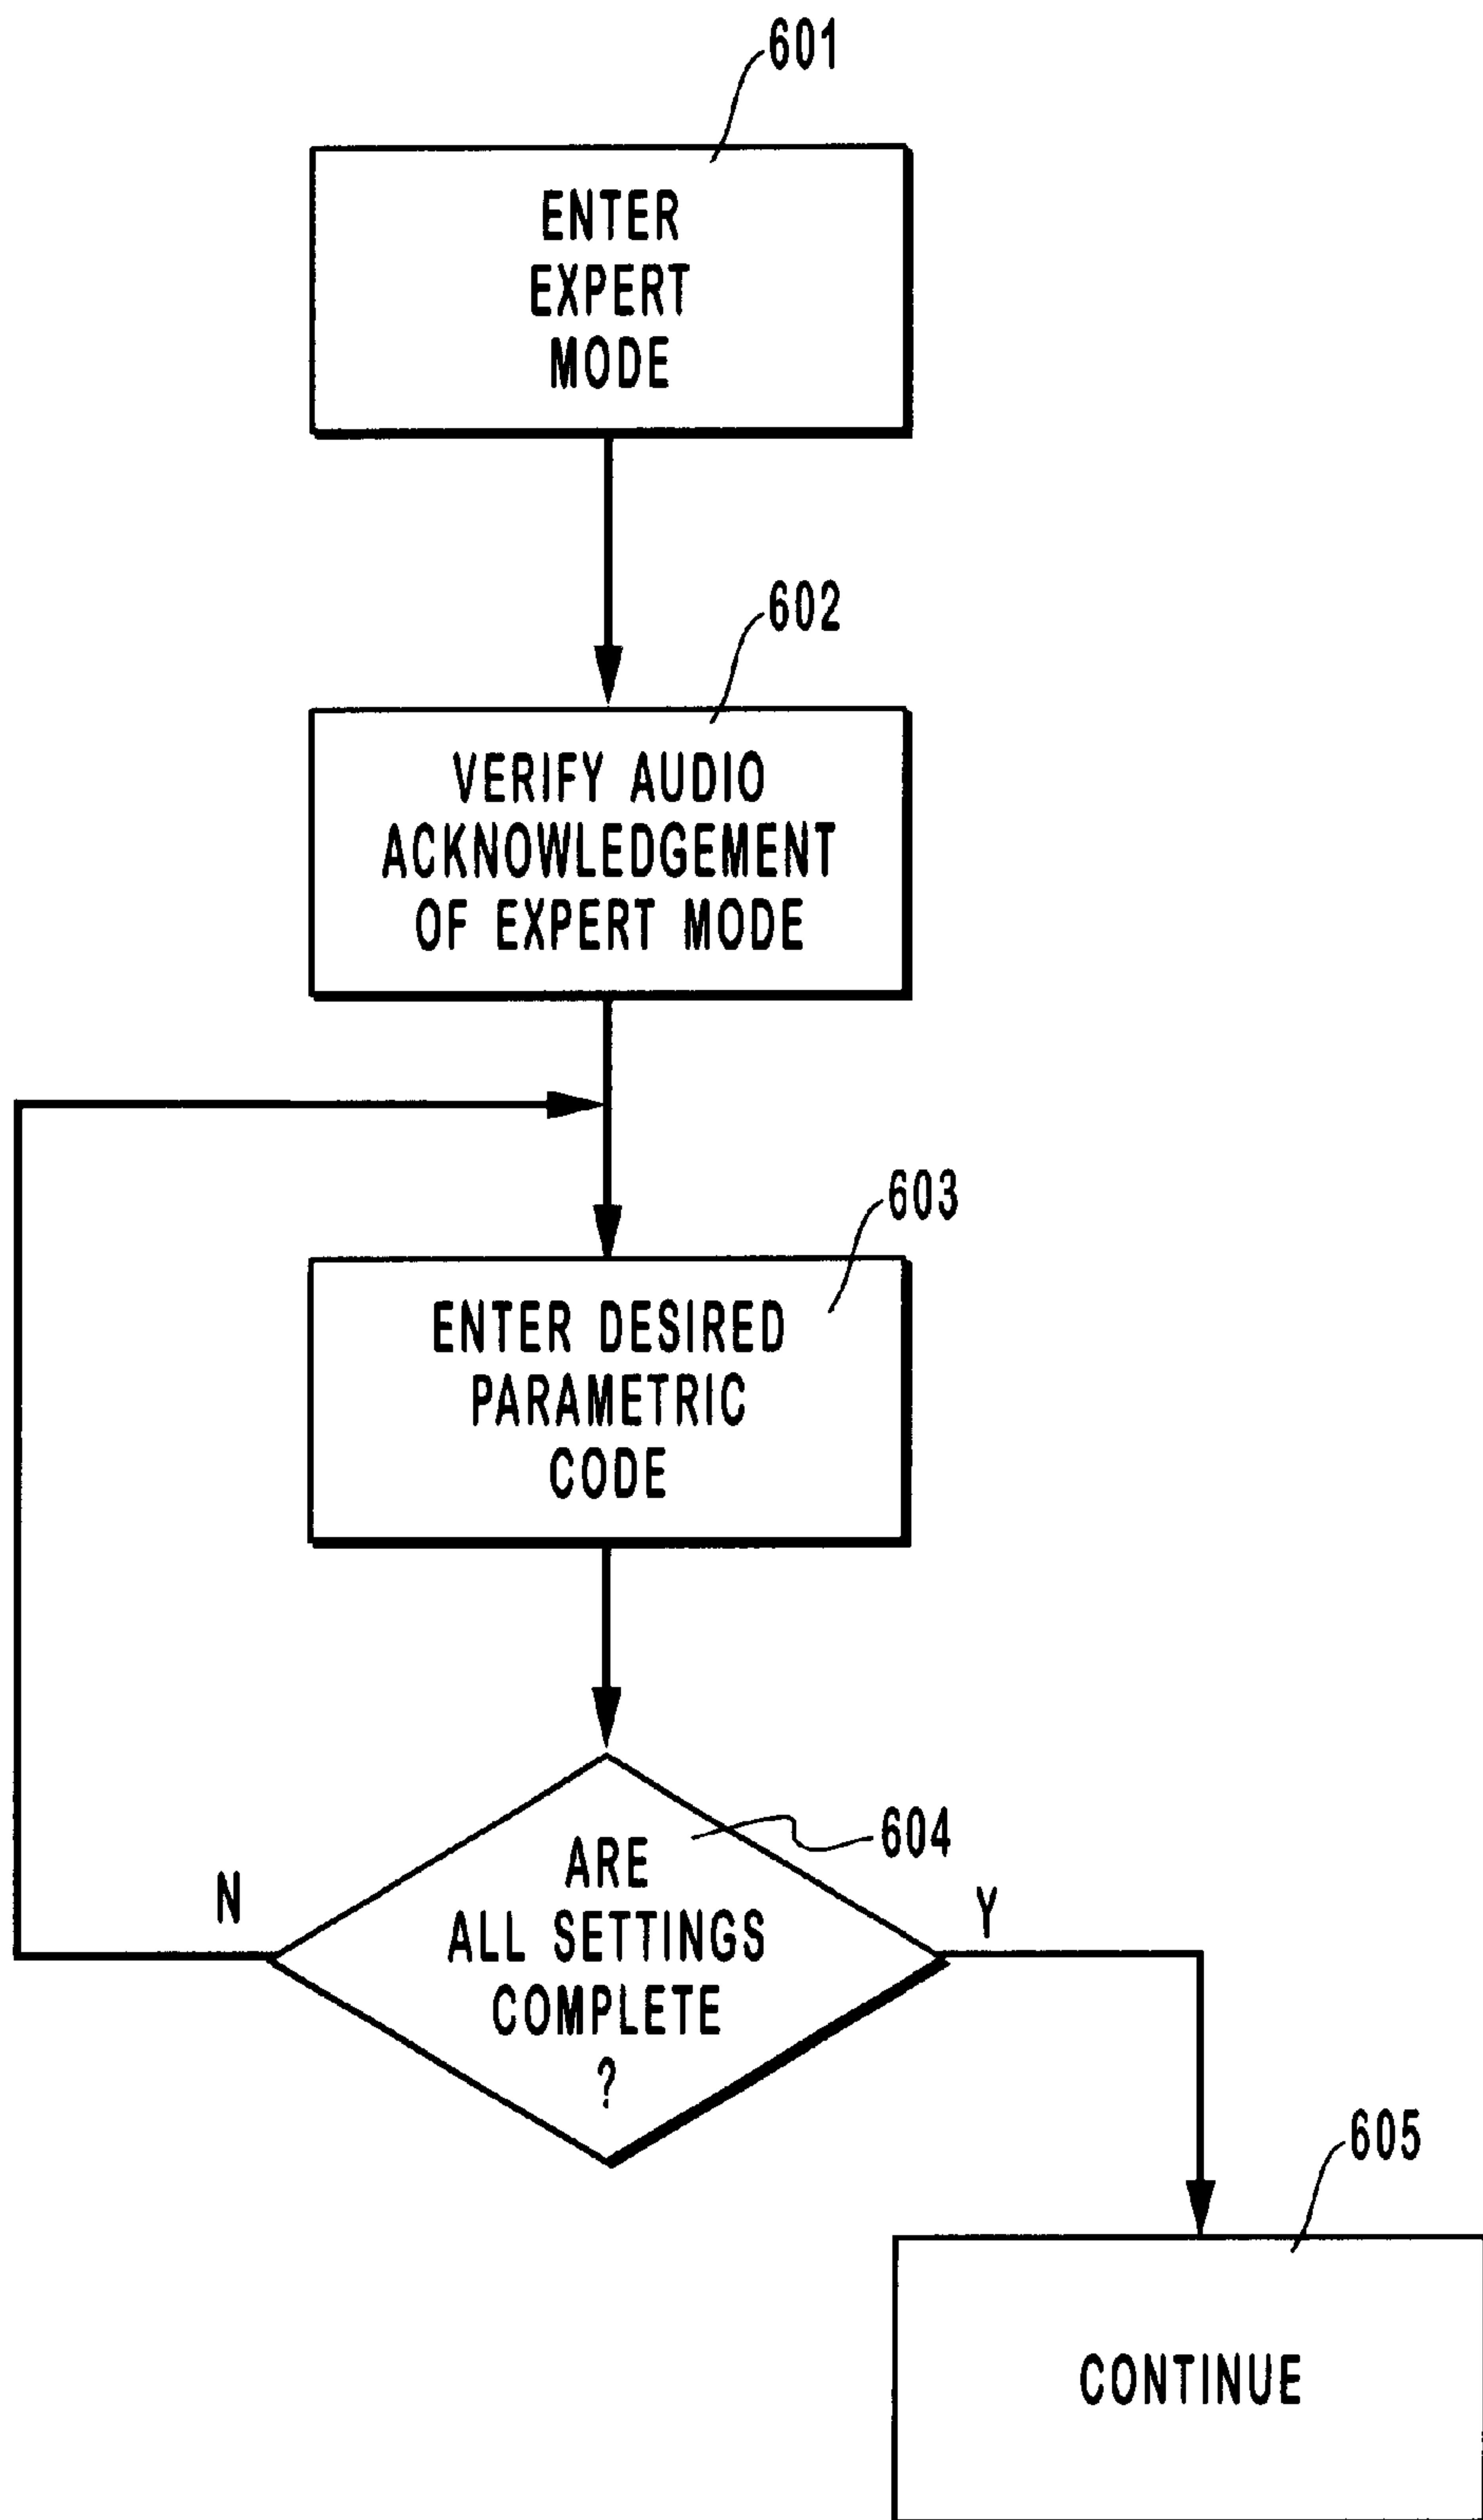 601
ENTER
EXPERT
MODE
602
VERIFY AUDIO
ACKNOWLEDGEMENT
OF EXPERT MODE
603
ENTER DESIRED
PARAMETRIC
CODE
604
ARE
ALL SETTINGS
COMPLETE
?
N
Y
605
CONTINUE